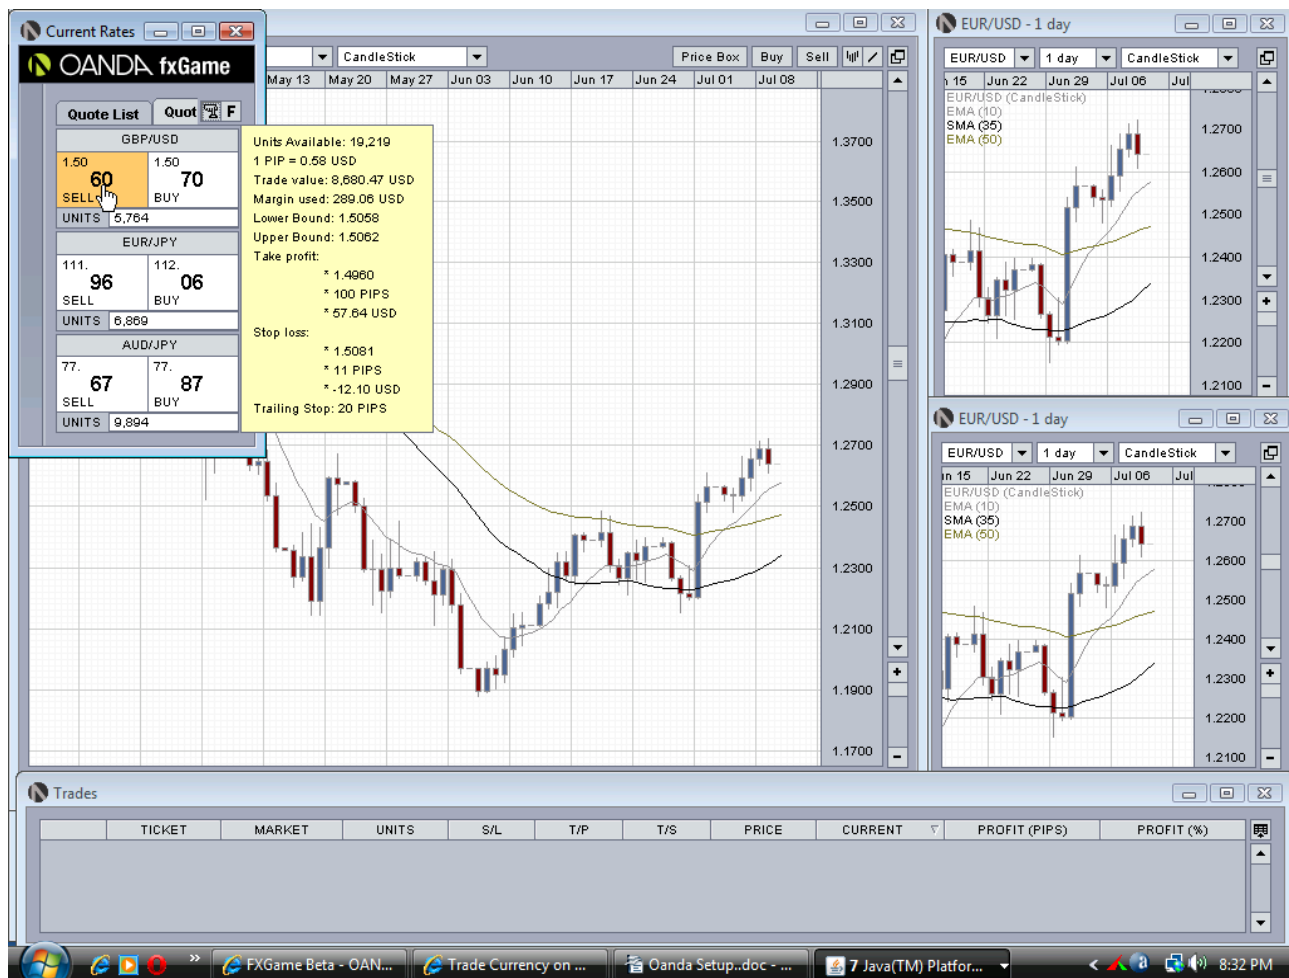 Current Rates
OANDA fxGame
Quote List
Quot
F
GBP/USD
1.50
60
SELL
1.50
70
BUY
UNITS 5,764
EUR/JPY
111.
96
SELL
112.
06
BUY
UNITS 6,869
AUD/JPY
77.
67
SELL
77.
87
BUY
UNITS 9,894
Units Available: 19,219
1 PIP = 0.58 USD
Trade value: 8,680.47 USD
Margin used: 289.06 USD
Lower Bound: 1.5058
Upper Bound: 1.5062
Take profit:
* 1.4960
* 100 PIPS
* 57.64 USD
Stop loss:
* 1.5081
* 11 PIPS
* -12.10 USD
Trailing Stop: 20 PIPS
CandleStick
Price Box Buy Sell
May 13 May 20 May 27 Jun 03 Jun 10 Jun 17 Jun 24 Jul 01 Jul 08
1.3700
1.3500
1.3300
1.3100
1.2900
1.2700
1.2500
1.2300
1.2100
1.1900
1.1700
EUR/USD - 1 day
EUR/USD 1 day CandleStick
15 Jun 22 Jun 29 Jul 06 Jul
EUR/USD (CandleStick)
EMA (10)
SMA (35)
EMA (50)
1.2700
1.2600
1.2500
1.2400
1.2300
1.2200
1.2100
EUR/USD - 1 day
EUR/USD 1 day CandleStick
in 15 Jun 22 Jun 29 Jul 06 Jul
EUR/USD (CandleStick)
EMA (10)
SMA (35)
EMA (50)
1.2700
1.2600
1.2500
1.2400
1.2300
1.2200
1.2100
Trades
TICKET MARKET UNITS S/L T/P T/S PRICE CURRENT PROFIT (PIPS) PROFIT (%)
» FXGame Beta - OAN... Trade Currency on ... Oanda Setup..doc - ... 7 Java(TM) Platfor... < 8:32 PM